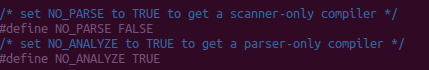 /* set NO_PARSE to TRUE to get a scanner-only compiler */
#define NO_PARSE FALSE
/* set NO_ANALYZE to TRUE to get a parser-only compiler */
#define NO_ANALYZE TRUE